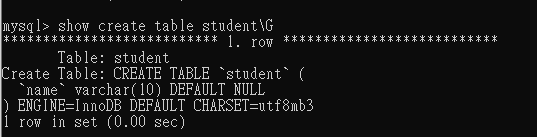 mysql> show create table student\G
*************************** 1. row ***************************
       Table: student
Create Table: CREATE TABLE `student` (
  `name` varchar(10) DEFAULT NULL
) ENGINE=InnoDB DEFAULT CHARSET=utf8mb3
1 row in set (0.00 sec)